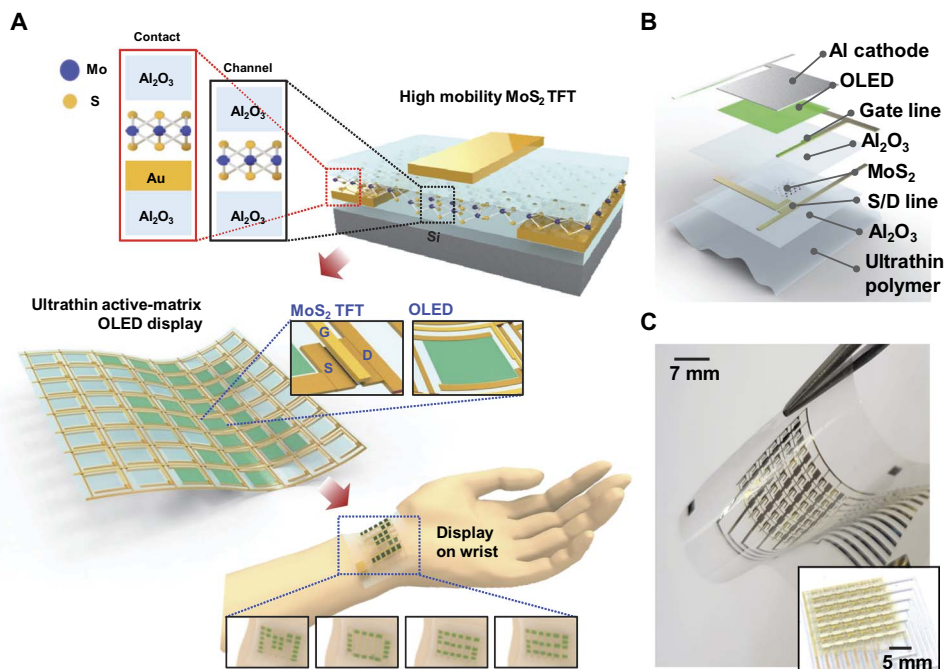 A
Contact
Al₂O₃
Au
Al₂O₃
Mo
S
Channel
Al₂O₃
Al₂O₃
High mobility MoS₂ TFT
Si
Ultrathin active-matrix
OLED display
MoS₂ TFT
G
S
D
OLED
Display
on wrist
B
Al cathode
OLED
Gate line
Al₂O₃
MoS₂
S/D line
Al₂O₃
Ultrathin
polymer
C
7 mm
5 mm